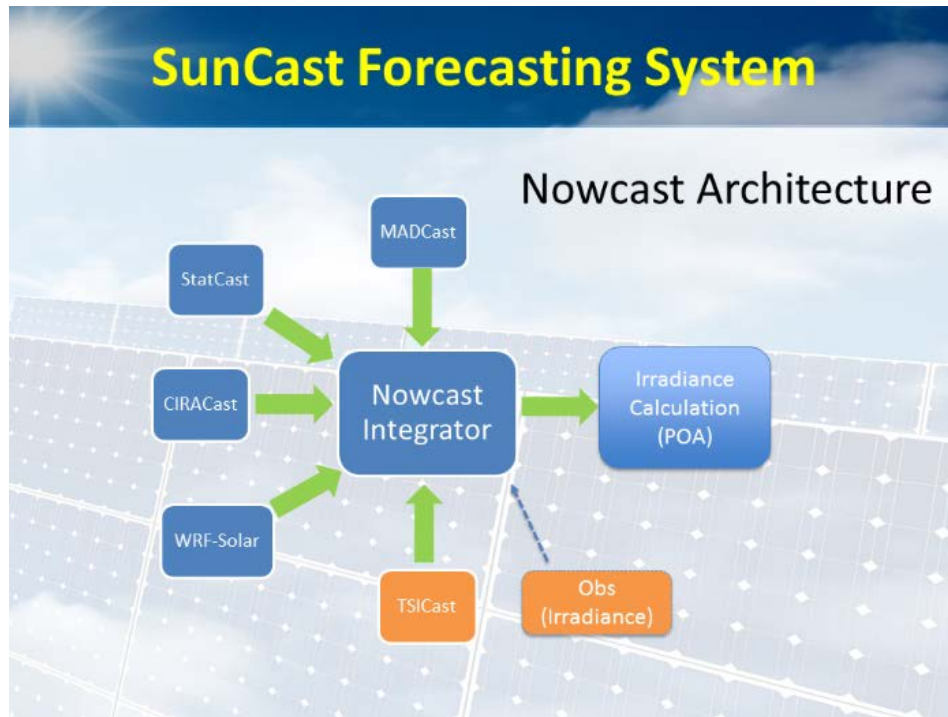 SunCast Forecasting System
Nowcast Architecture
MADCast
StatCast
CIRACast
WRF-Solar
Nowcast
Integrator
Irradiance
Calculation
(POA)
TSICast
Obs
(Irradiance)